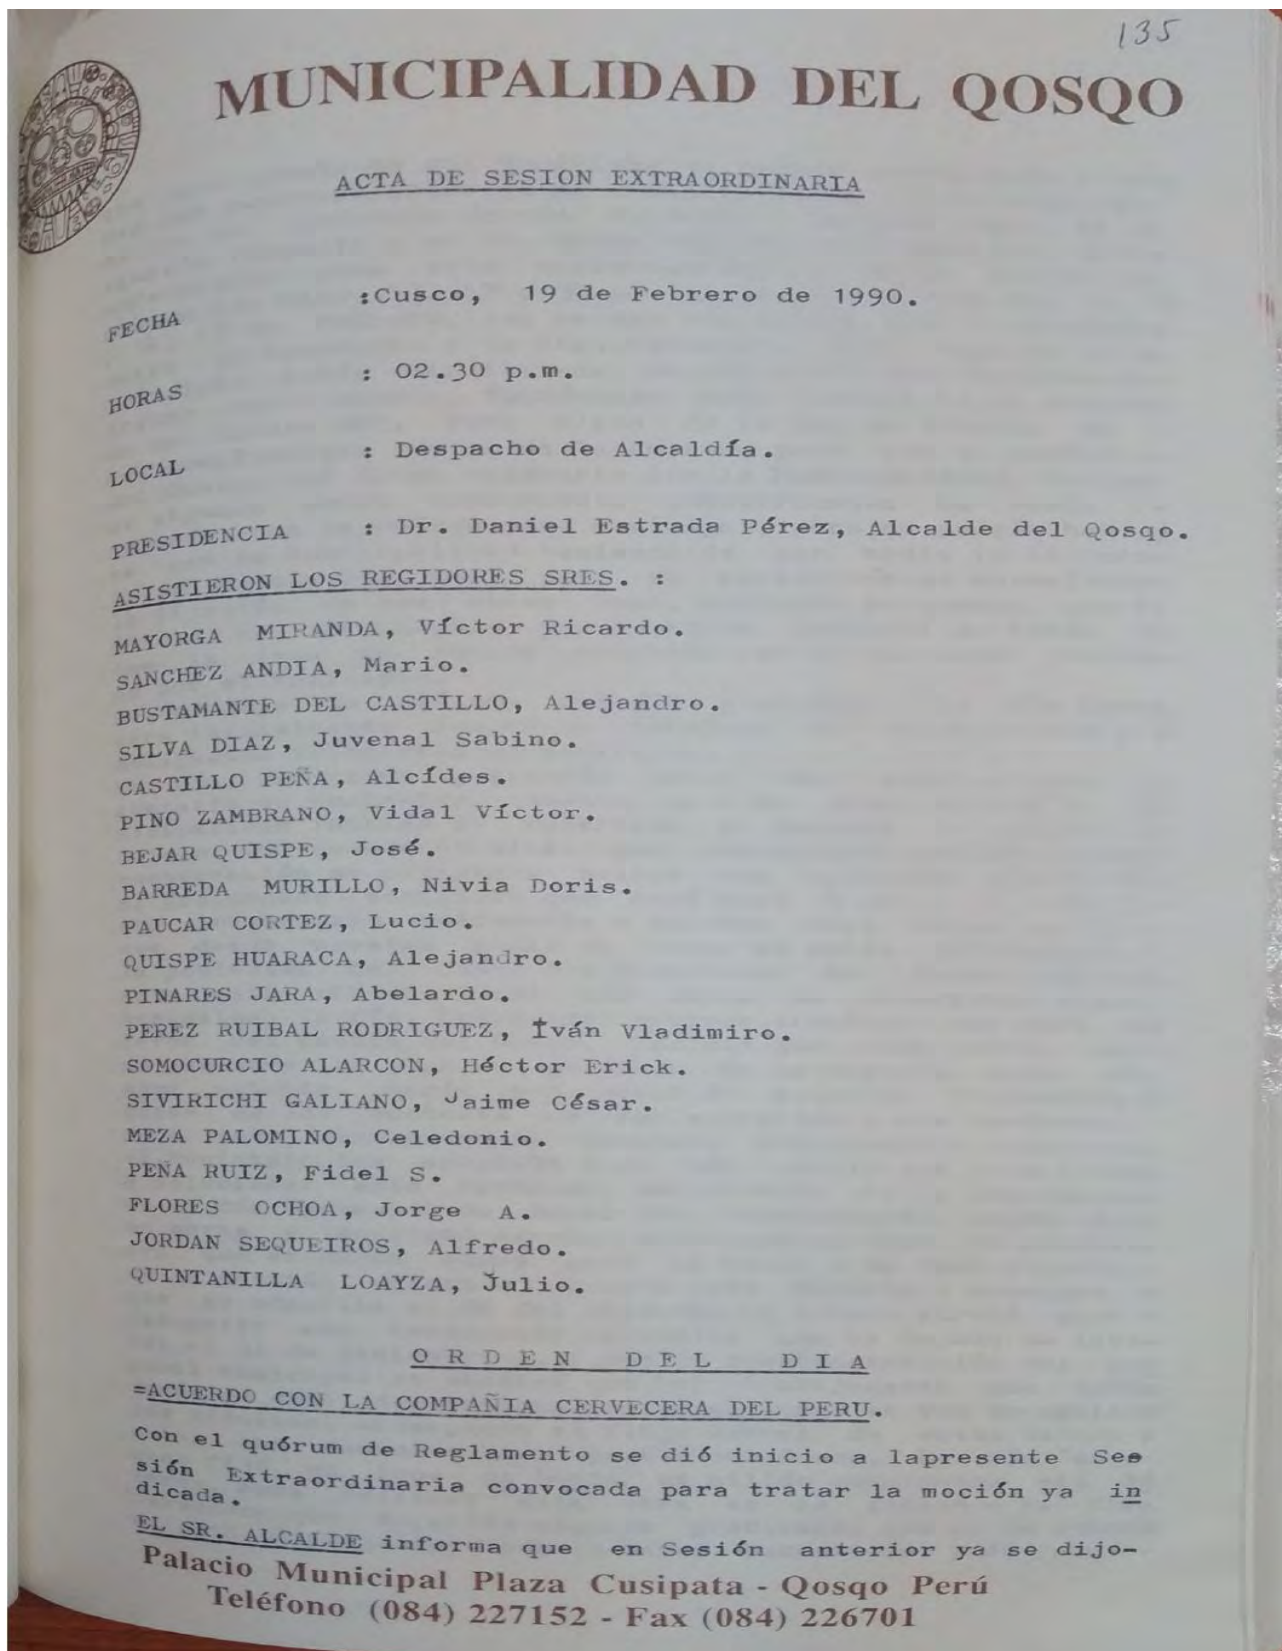 135
MUNICIPALIDAD DEL QOSQO
ACTA DE SESION EXTRAORDINARIA
FECHA :Cusco, 19 de Febrero de 1990.
HORAS : 02.30 p.m.
LOCAL : Despacho de Alcaldía.
PRESIDENCIA : Dr. Daniel Estrada Pérez, Alcalde del Qosqo.
ASISTIERON LOS REGIDORES SRES. :
MAYORGA MIRANDA, Víctor Ricardo.
SANCHEZ ANDIA, Mario.
BUSTAMANTE DEL CASTILLO, Alejandro.
SILVA DIAZ, Juvenal Sabino.
CASTILLO PEÑA, Alcídes.
PINO ZAMBRANO, Vidal Víctor.
BEJAR QUISPE, José.
BARREDA MURILLO, Nivia Doris.
PAUCAR CORTEZ, Lucio.
QUISPE HUARACA, Alejandro.
PINARES JARA, Abelardo.
PEREZ RUIBAL RODRIGUEZ, Iván Vladimiro.
SOMOCURCIO ALARCON, Héctor Erick.
SIVIRICHI GALIANO, Jaime César.
MEZA PALOMINO, Celedonio.
PEÑA RUIZ, Fidel S.
FLORES OCHOA, Jorge A.
JORDAN SEQUEIROS, Alfredo.
QUINTANILLA LOAYZA, Julio.
O R D E N D E L D I A
=ACUERDO CON LA COMPAÑIA CERVECERA DEL PERU.
Con el quórum de Reglamento se dió inicio a lapresente Ses
sión Extraordinaria convocada para tratar la moción ya in
dicada.
EL SR. ALCALDE informa que en Sesión anterior ya se dijo-
Palacio Municipal Plaza Cusipata - Qosqo Perú
Teléfono (084) 227152 - Fax (084) 226701